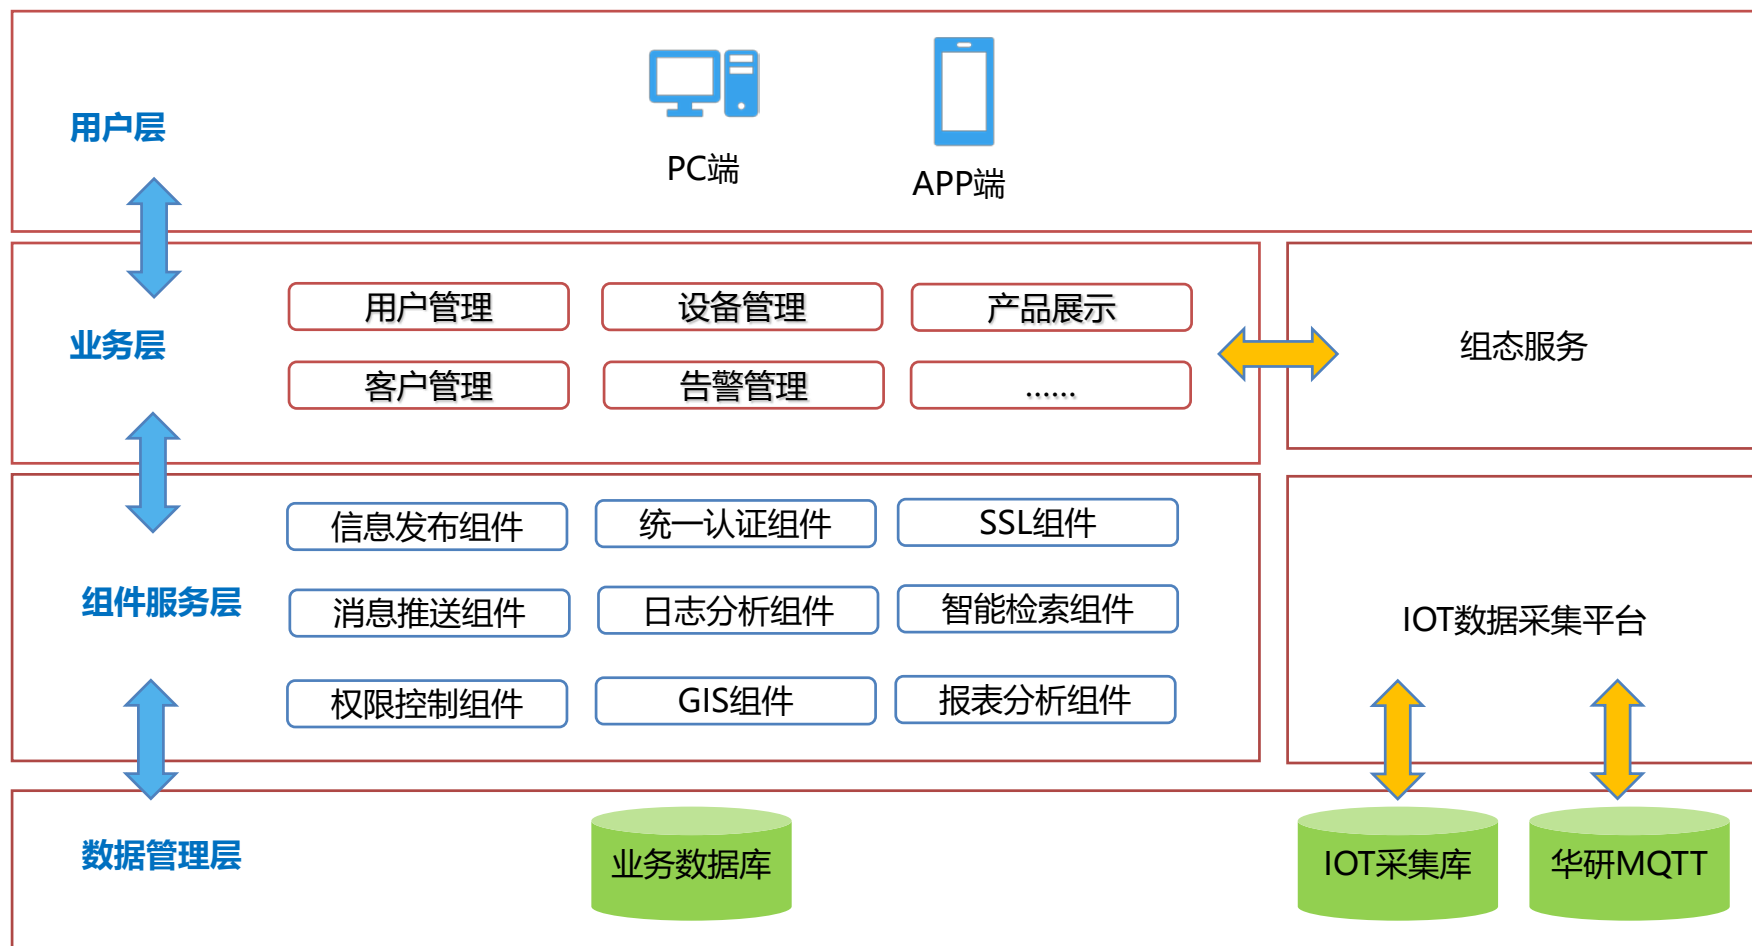 用户层
PC端
APP端
业务层
用户管理
设备管理
产品展示
客户管理
告警管理
......
组态服务
组件服务层
信息发布组件
统一认证组件
SSL组件
消息推送组件
日志分析组件
智能检索组件
权限控制组件
GIS组件
报表分析组件
IOT数据采集平台
数据管理层
业务数据库
IOT采集库
华研MQTT